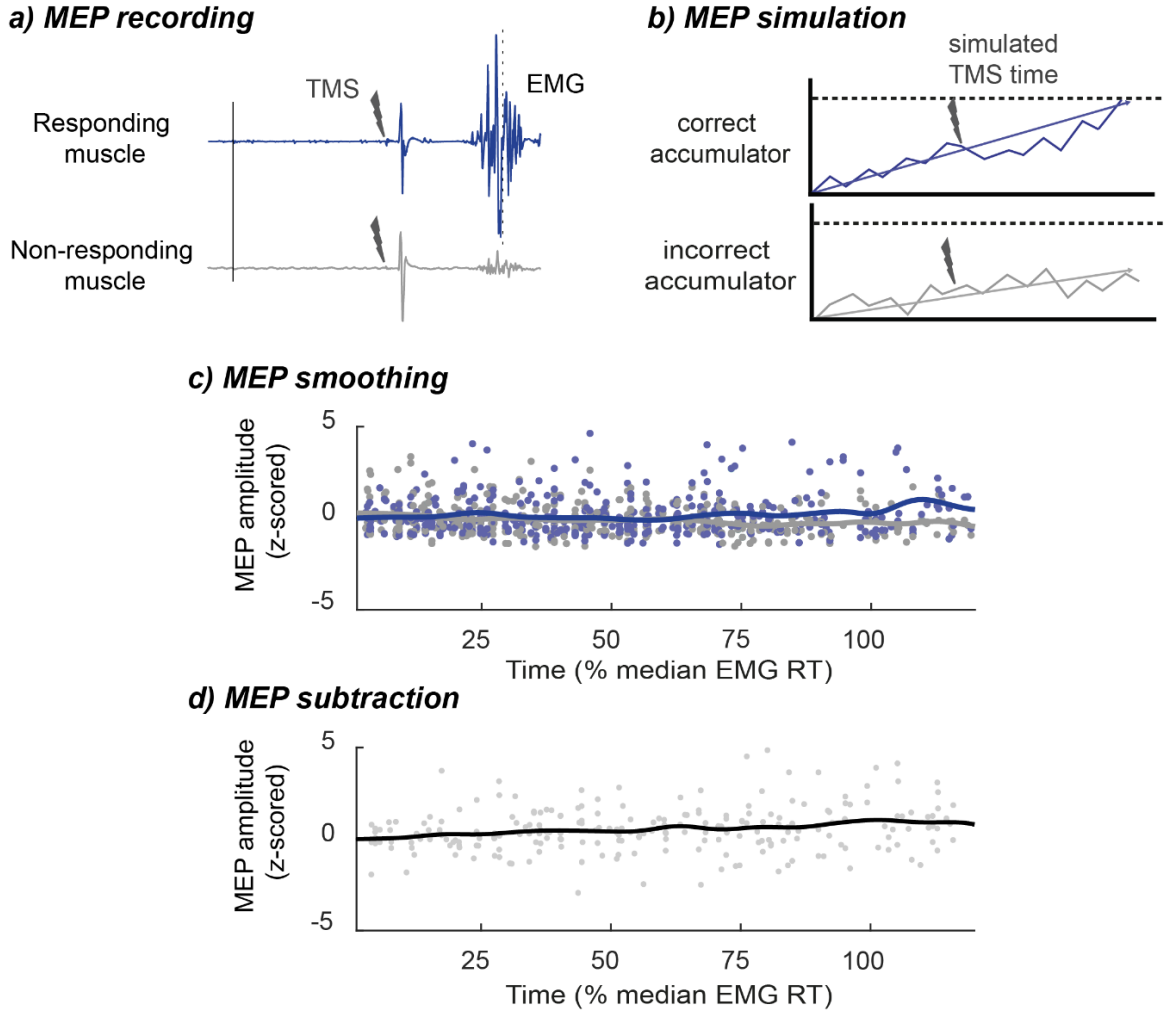 a) MEP recording
TMS
EMG
Responding
muscle
Non-responding
muscle
b) MEP simulation
simulated
TMS time
correct
accumulator
incorrect
accumulator
c) MEP smoothing
MEP amplitude
(z-scored)
5
0
-5
25 50 75 100
Time (% median EMG RT)
d) MEP subtraction
MEP amplitude
(z-scored)
5
0
-5
25 50 75 100
Time (% median EMG RT)